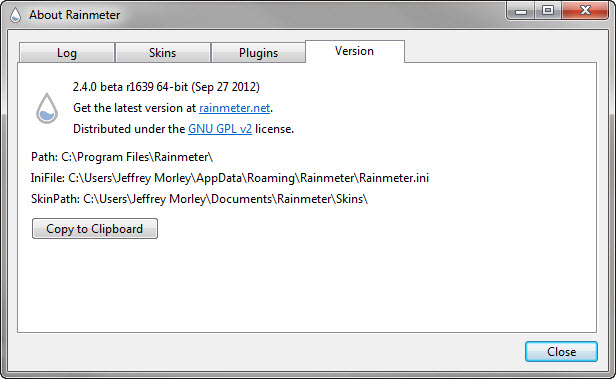 About Rainmeter
Log Skins Plugins Version
2.4.0 beta r1639 64-bit (Sep 27 2012)
Get the latest version at rainmeter.net.
Distributed under the GNU GPL v2 license.
Path: C:\Program Files\Rainmeter\
IniFile: C:\Users\Jeffrey Morley\AppData\Roaming\Rainmeter\Rainmeter.ini
SkinPath: C:\Users\Jeffrey Morley\Documents\Rainmeter\Skins\
Copy to Clipboard
Close